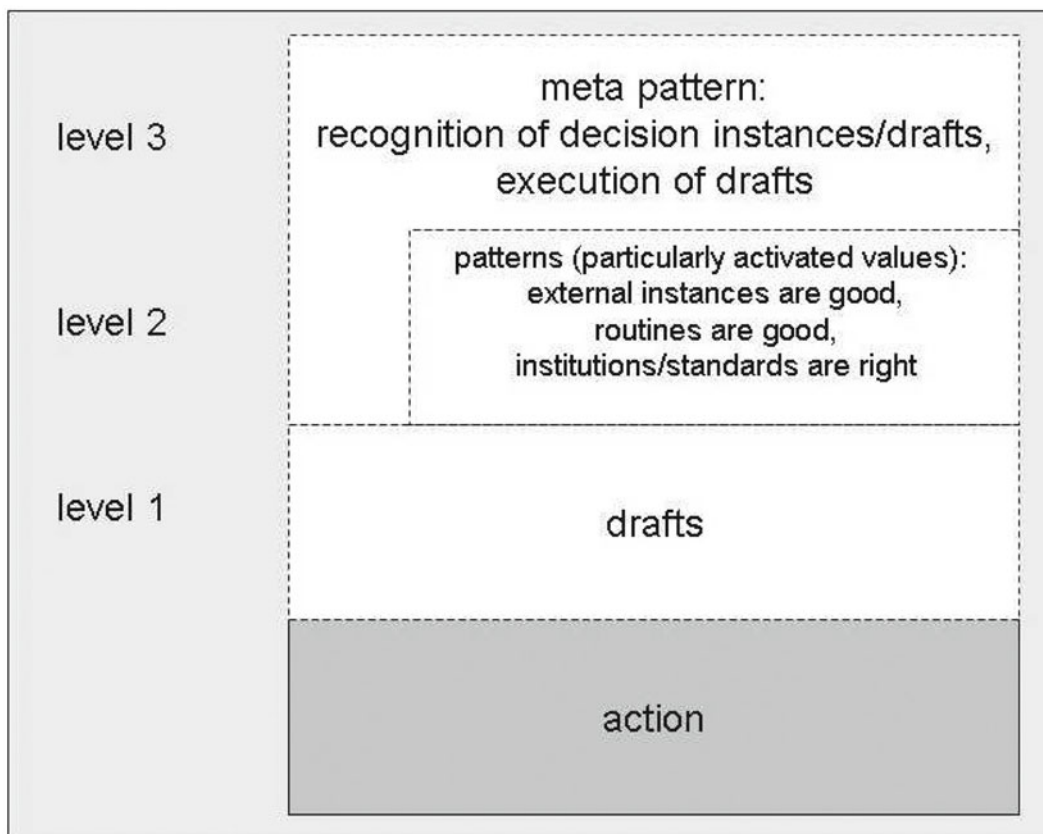 level 3
meta pattern:
recognition of decision instances/drafts,
execution of drafts
level 2
patterns (particularly activated values):
external instances are good,
routines are good,
institutions/standards are right
level 1
drafts
action